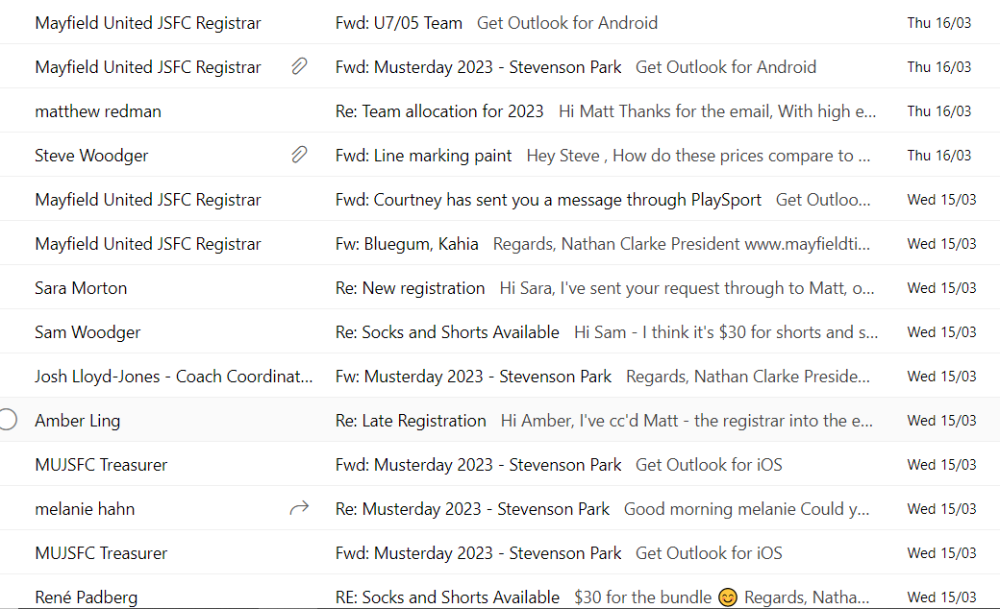 Mayfield United JSFC Registrar Fwd: U7/05 Team Get Outlook for Android Thu 16/03
Mayfield United JSFC Registrar Fwd: Musterday 2023 - Stevenson Park Get Outlook for Android Thu 16/03
matthew redman Re: Team allocation for 2023 Hi Matt Thanks for the email, With high e... Thu 16/03
Steve Woodger Fwd: Line marking paint Hey Steve , How do these prices compare to ... Thu 16/03
Mayfield United JSFC Registrar Fwd: Courtney has sent you a message through PlaySport Get Outloo... Wed 15/03
Mayfield United JSFC Registrar Fw: Bluegum, Kahia Regards, Nathan Clarke President www.mayfieldti... Wed 15/03
Sara Morton Re: New registration Hi Sara, I've sent your request through to Matt, o... Wed 15/03
Sam Woodger Re: Socks and Shorts Available Hi Sam - I think it's $30 for shorts and s... Wed 15/03
Josh Lloyd-Jones - Coach Coordinat... Fw: Musterday 2023 - Stevenson Park Regards, Nathan Clarke Preside... Wed 15/03
Amber Ling Re: Late Registration Hi Amber, I've cc'd Matt - the registrar into the e... Wed 15/03
MUJSFC Treasurer Fwd: Musterday 2023 - Stevenson Park Get Outlook for iOS Wed 15/03
melanie hahn Re: Musterday 2023 - Stevenson Park Good morning melanie Could y... Wed 15/03
MUJSFC Treasurer Fwd: Musterday 2023 - Stevenson Park Get Outlook for iOS Wed 15/03
René Padberg RE: Socks and Shorts Available $30 for the bundle 😊 Regards, Natha... Wed 15/03